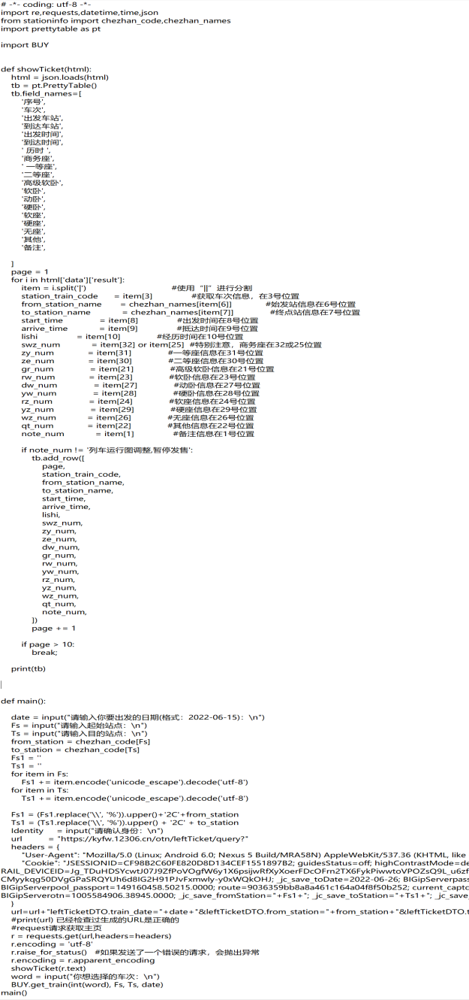 # -*- coding: utf-8 -*-
import re,requests,datetime,time,json
from stationinfo import chezhan_code,chezhan_names
import prettytable as pt
import BUY
def showTicket(html):
html = json.loads(html)
tb = pt.PrettyTable()
tb.field_names=[
'序号',
'车次',
'出发车站',
'到达车站',
'出发时间',
'到达时间',
' 历时 ',
'商务座',
' 一等座',
'二等座',
'高级软卧',
'软卧',
'动卧',
'硬卧',
'软座',
'硬座',
'无座',
'其他',
'备注',
]
page = 1
for i in html['data']['result']:
item = i.split('|') #使用“||”进行分割
station_train_code = item[3] #获取车次信息，在3号位置
from_station_name = chezhan_names[item[6]] #始发站信息在6号位置
to_station_name = chezhan_names[item[7]] #终点站信息在7号位置
start_time = item[8] #出发时间在8号位置
arrive_time = item[9] #抵达时间在9号位置
lishi = item[10] #经历时间在10号位置
swz_num = item[32] or item[25] #特别注意，商务座在32或25位置
zy_num = item[31] #一等座信息在31号位置
ze_num = item[30] #二等座信息在30号位置
gr_num = item[21] #高级软卧信息在21号位置
rw_num = item[23] #软卧信息在23号位置
dw_num = item[27] #动卧信息在27号位置
yw_num = item[28] #硬卧信息在28号位置
rz_num = item[24] #软座信息在24号位置
yz_num = item[29] #硬座信息在29号位置
wz_num = item[26] #无座信息在26号位置
qt_num = item[22] #其他信息在22号位置
note_num = item[1] #备注信息在1号位置
if note_num != '列车运行图调整,暂停发售':
tb.add_row([
page,
station_train_code,
from_station_name,
to_station_name,
start_time,
arrive_time,
lishi,
swz_num,
zy_num,
ze_num,
dw_num,
gr_num,
rw_num,
yw_num,
rz_num,
yz_num,
wz_num,
qt_num,
note_num,
])
page += 1
if page > 10:
break;
print(tb)
def main():
date = input("请输入你要出发的日期(格式：2022-06-15)：\n")
Fs = input("请输入起始站点：\n")
Ts = input("请输入目的站点：\n")
from_station = chezhan_code[Fs]
to_station = chezhan_code[Ts]
Fs1 = ''
Ts1 = ''
for item in Fs:
Fs1 += item.encode('unicode_escape').decode('utf-8')
for item in Ts:
Ts1 += item.encode('unicode_escape').decode('utf-8')
Fs1 = (Fs1.replace('\\', '%')).upper()+'2C'+from_station
Ts1 = (Ts1.replace('\\', '%')).upper() + '2C' + to_station
Identity = input("请确认身份：\n")
url = "https://kyfw.12306.cn/otn/leftTicket/query?"
headers = {
"User-Agent": "Mozilla/5.0 (Linux; Android 6.0; Nexus 5 Build/MRA58N) AppleWebKit/537.36 (KHTML, like
"Cookie": "JSESSIONID=CF98B2C60FE820D8D134CEF1551897B2; guidesStatus=off; highContrastMode=de
RAIL_DEVICEID=Jg_TDuHDSYcwtJ07J9ZfPoVOgfW6y1X6psijwRfXyXoerFDcOFrn2TX6FykPiwwtoVPOZsQ9L_u6zf
CMyykqg50DVgGPaSRQYUh6d8IG2H91PJvFxmwly-y0xWQkOHJ; _jc_save_toDate=2022-06-26; BIGipServerpass
BIGipServerpool_passport=149160458.50215.0000; route=9036359bb8a8a461c164a04f8f50b252; current_captc
BIGipServerotn=1005584906.38945.0000; _jc_save_fromStation="+Fs1+"; _jc_save_toStation="+Ts1+"; _jc_save_
}
url=url+"leftTicketDTO.train_date="+date+"&leftTicketDTO.from_station="+from_station+"&leftTicketDTO.t
#print(url) 已经检查过生成的URL是正确的
#request请求获取主页
r = requests.get(url,headers=headers)
r.encoding = 'utf-8'
r.raise_for_status() #如果发送了一个错误的请求，会抛出异常
r.encoding = r.apparent_encoding
showTicket(r.text)
word = input("你想选择的车次：\n")
BUY.get_train(int(word), Fs, Ts, date)
main()